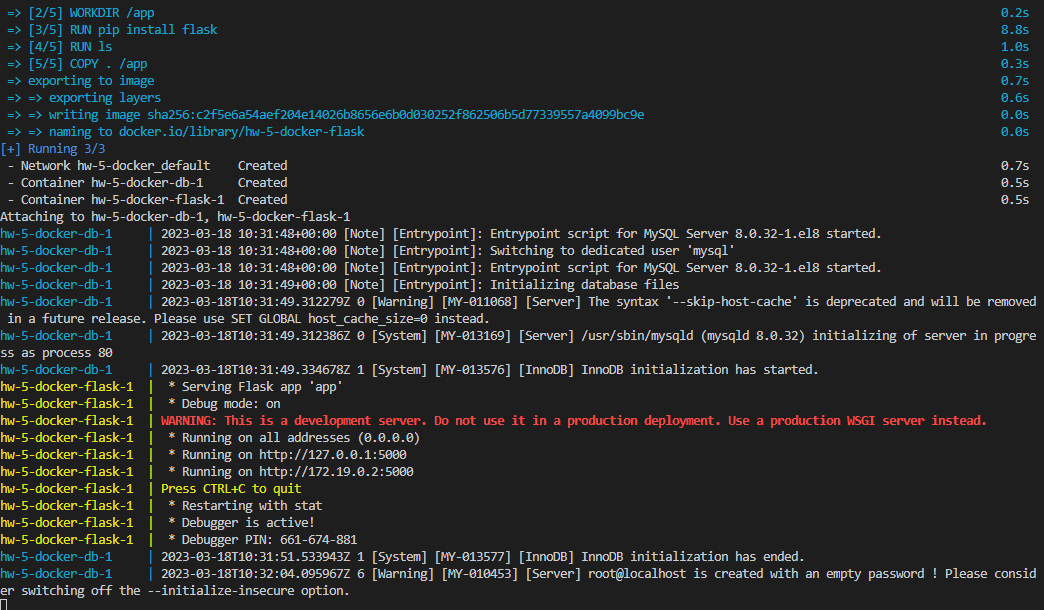 => [2/5] WORKDIR /app 0.2s
=> [3/5] RUN pip install flask 8.8s
=> [4/5] RUN ls 1.0s
=> [5/5] COPY . /app 0.3s
=> exporting to image 0.7s
=> => exporting layers 0.6s
=> => writing image sha256:c2f5e6a54aef204e14026b8656e6b0d030252f862506b5d77339557a4099bc9e 0.0s
=> => naming to docker.io/library/hw-5-docker-flask 0.0s
[+] Running 3/3
- Network hw-5-docker_default Created 0.7s
- Container hw-5-docker-db-1 Created 0.5s
- Container hw-5-docker-flask-1 Created 0.5s
Attaching to hw-5-docker-db-1, hw-5-docker-flask-1
hw-5-docker-db-1 | 2023-03-18 10:31:48+00:00 [Note] [Entrypoint]: Entrypoint script for MySQL Server 8.0.32-1.el8 started.
hw-5-docker-db-1 | 2023-03-18 10:31:48+00:00 [Note] [Entrypoint]: Switching to dedicated user 'mysql'
hw-5-docker-db-1 | 2023-03-18 10:31:48+00:00 [Note] [Entrypoint]: Entrypoint script for MySQL Server 8.0.32-1.el8 started.
hw-5-docker-db-1 | 2023-03-18 10:31:49+00:00 [Note] [Entrypoint]: Initializing database files
hw-5-docker-db-1 | 2023-03-18T10:31:49.312279Z 0 [Warning] [MY-011068] [Server] The syntax '--skip-host-cache' is deprecated and will be removed
in a future release. Please use SET GLOBAL host_cache_size=0 instead.
hw-5-docker-db-1 | 2023-03-18T10:31:49.312386Z 0 [System] [MY-013169] [Server] /usr/sbin/mysqld (mysqld 8.0.32) initializing of server in progre
ss as process 80
hw-5-docker-db-1 | 2023-03-18T10:31:49.334678Z 1 [System] [MY-013576] [InnoDB] InnoDB initialization has started.
hw-5-docker-flask-1 | * Serving Flask app 'app'
hw-5-docker-flask-1 | * Debug mode: on
hw-5-docker-flask-1 | WARNING: This is a development server. Do not use it in a production deployment. Use a production WSGI server instead.
hw-5-docker-flask-1 | * Running on all addresses (0.0.0.0)
hw-5-docker-flask-1 | * Running on http://127.0.0.1:5000
hw-5-docker-flask-1 | * Running on http://172.19.0.2:5000
hw-5-docker-flask-1 | Press CTRL+C to quit
hw-5-docker-flask-1 | * Restarting with stat
hw-5-docker-flask-1 | * Debugger is active!
hw-5-docker-flask-1 | * Debugger PIN: 661-674-881
hw-5-docker-db-1 | 2023-03-18T10:31:51.533943Z 1 [System] [MY-013577] [InnoDB] InnoDB initialization has ended.
hw-5-docker-db-1 | 2023-03-18T10:32:04.095967Z 6 [Warning] [MY-010453] [Server] root@localhost is created with an empty password ! Please consid
er switching off the --initialize-insecure option.